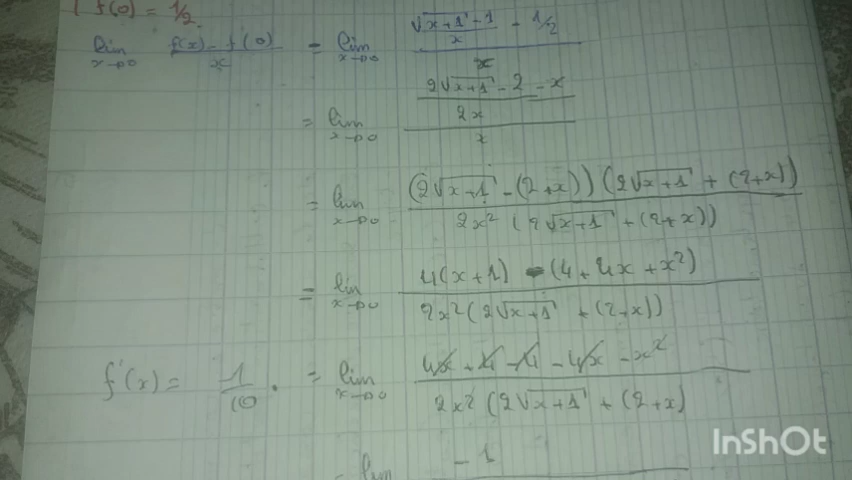 f(0) = 1/2.
lim x→0 f(x) - f(0) / x = lim x→0 (√(x+1) - 1 / x - 1/2) / x
= lim x→0 (2√(x+1) - 2 - x / 2x) / x
= lim x→0 (2√(x+1) - (2+x)) (2√(x+1) + (2+x)) / 2x² (2√(x+1) + (2+x))
= lim x→0 4(x+1) - (4 + 4x + x²) / 2x² (2√(x+1) + (2+x))
f'(x) = 1/10 . = lim x→0 4x + 4 - 4 - 4x - x² / 2x² (2√(x+1) + (2+x)
= lim -1
InShOt